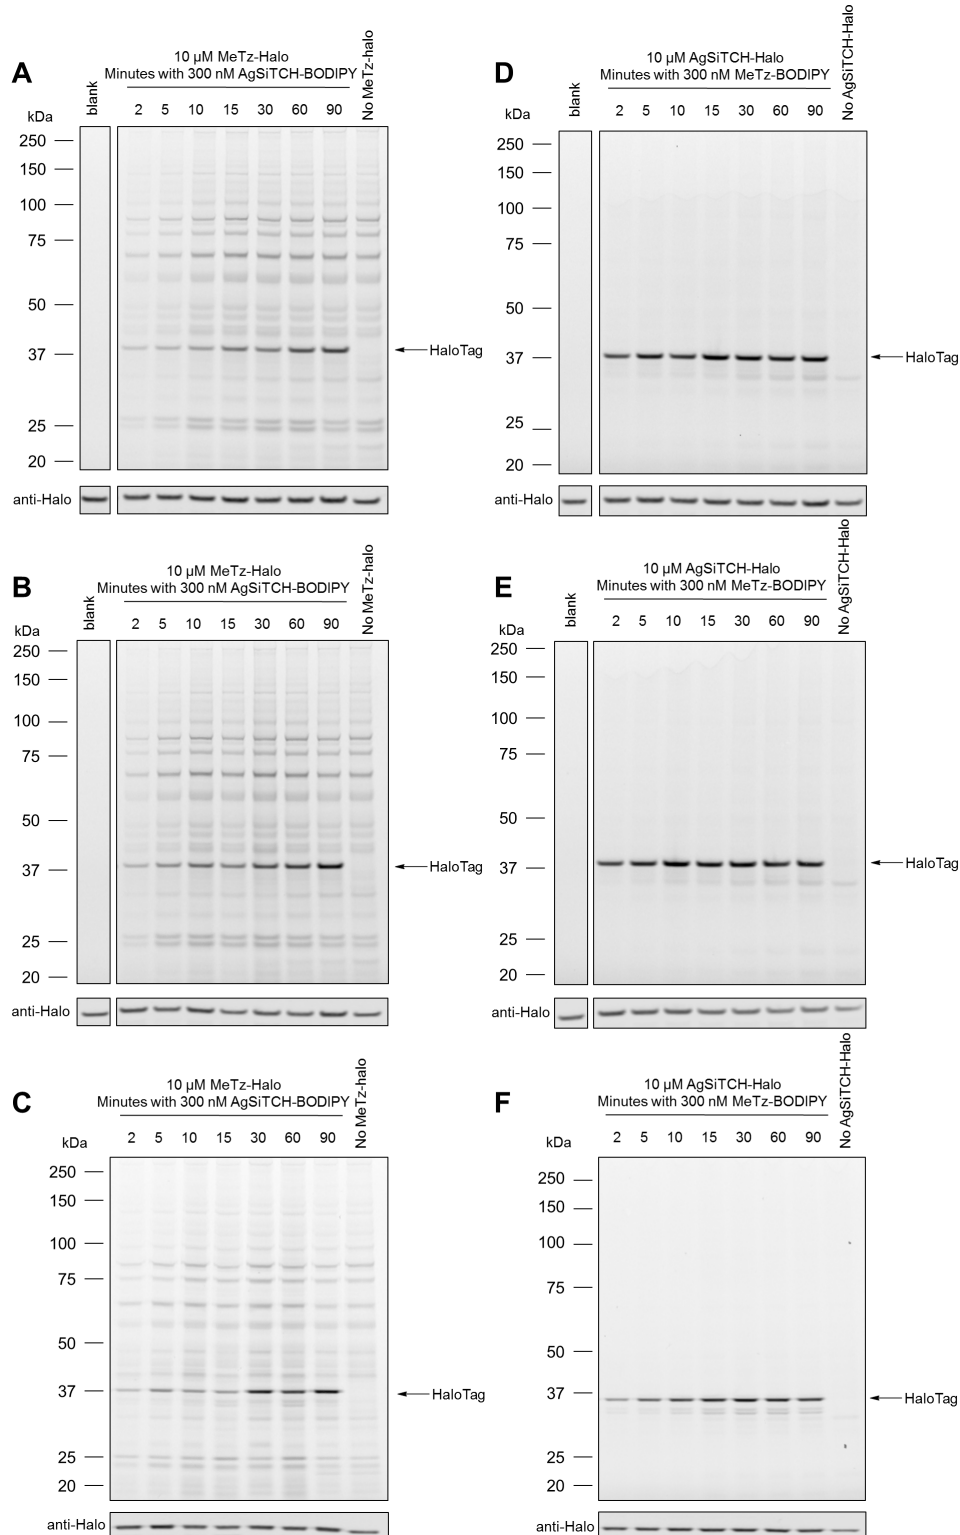 A
10 µM MeTz-Halo
Minutes with 300 nM AgSiTCH-BODIPY
blank
No MeTz-halo
kDa
2 5 10 15 30 60 90
250
150
100
75
50
37
25
20
HaloTag
anti-Halo
D
10 µM AgSiTCH-Halo
Minutes with 300 nM MeTz-BODIPY
blank
No AgSiTCH-Halo
kDa
2 5 10 15 30 60 90
250
150
100
75
50
37
25
20
HaloTag
anti-Halo
B
10 µM MeTz-Halo
Minutes with 300 nM AgSiTCH-BODIPY
blank
No MeTz-halo
kDa
2 5 10 15 30 60 90
250
150
100
75
50
37
25
20
HaloTag
anti-Halo
E
10 µM AgSiTCH-Halo
Minutes with 300 nM MeTz-BODIPY
blank
No AgSiTCH-Halo
kDa
2 5 10 15 30 60 90
250
150
100
75
50
37
25
20
HaloTag
anti-Halo
C
10 µM MeTz-Halo
Minutes with 300 nM AgSiTCH-BODIPY
No MeTz-halo
kDa
2 5 10 15 30 60 90
250
150
100
75
50
37
25
20
HaloTag
anti-Halo
F
10 µM AgSiTCH-Halo
Minutes with 300 nM MeTz-BODIPY
No AgSiTCH-Halo
kDa
2 5 10 15 30 60 90
250
150
100
75
50
37
25
20
HaloTag
anti-Halo